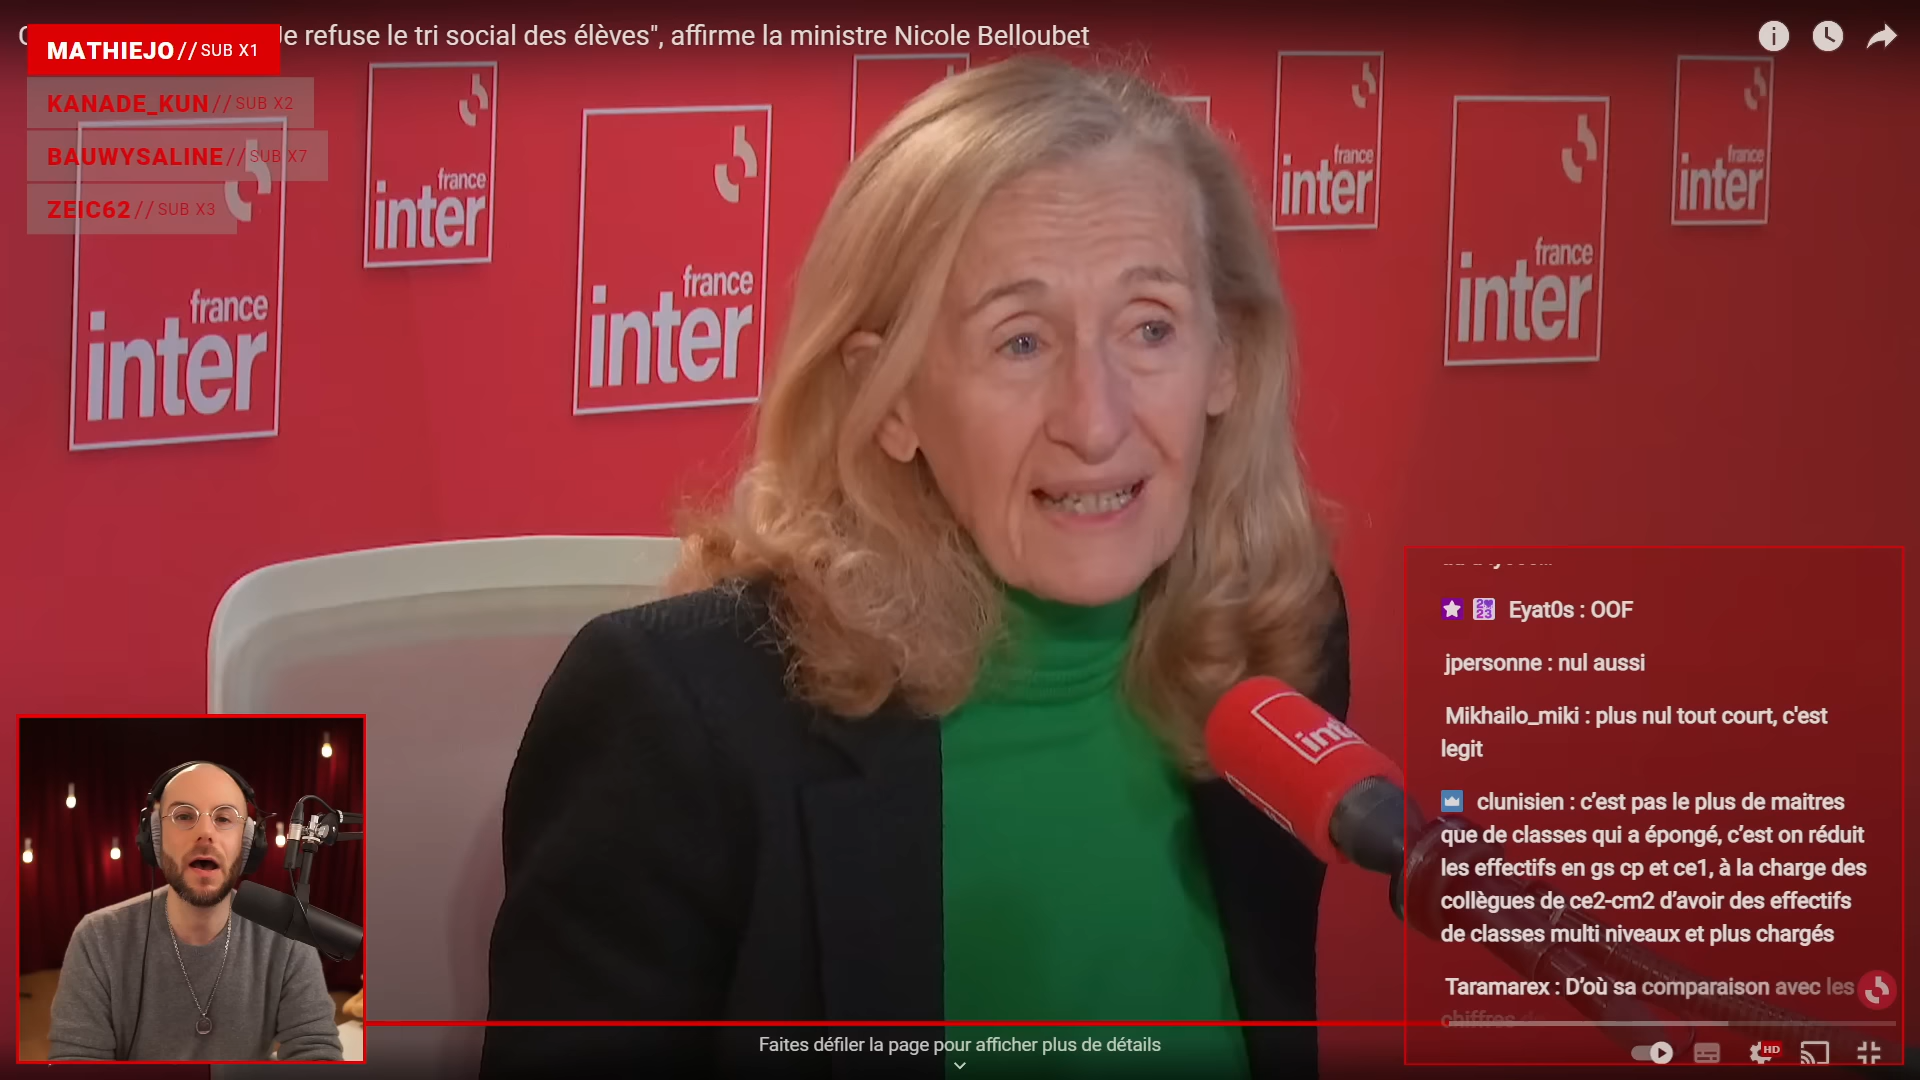 Je refuse le tri social des élèves", affirme la ministre Nicole Belloubet
MATHIEJO//SUB X1
KANADE_KUN//SUB X2
BAUWYSALINE//SUB X7
ZEIC62//SUB X3
france
inter
france
inter
france
inter
france
inter
france
inter
france
inter
inte
Eyat0s : OOF
jpersonne : nul aussi
Mikhailo_miki : plus nul tout court, c'est
legit
clunisien : c’est pas le plus de maitres
que de classes qui a épongé, c’est on réduit
les effectifs en gs cp et ce1, à la charge des
collègues de ce2-cm2 d’avoir des effectifs
de classes multi niveaux et plus chargés
Taramarex : D’où sa comparaison avec les
chiffres
Faites défiler la page pour afficher plus de détails
HD